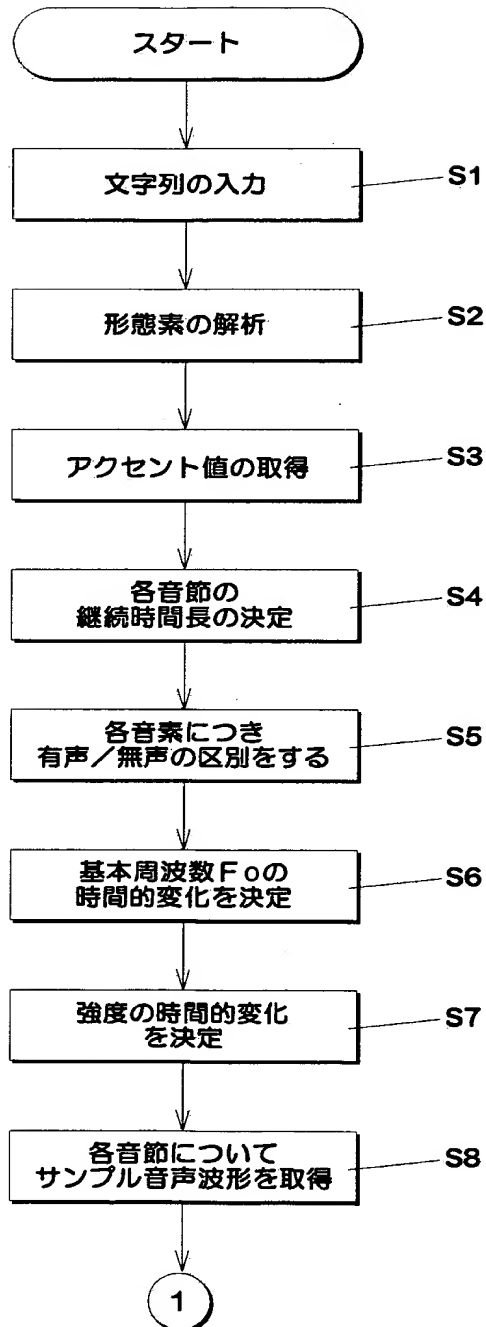 スタート
文字列の入力
S1
形態素の解析
S2
アクセント値の取得
S3
各音節の
継続時間長の決定
S4
各音素につき
有声／無声の区別をする
S5
基本周波数Ｆoの
時間的変化を決定
S6
強度の時間的変化
を決定
S7
各音節について
サンプル音声波形を取得
S8
1